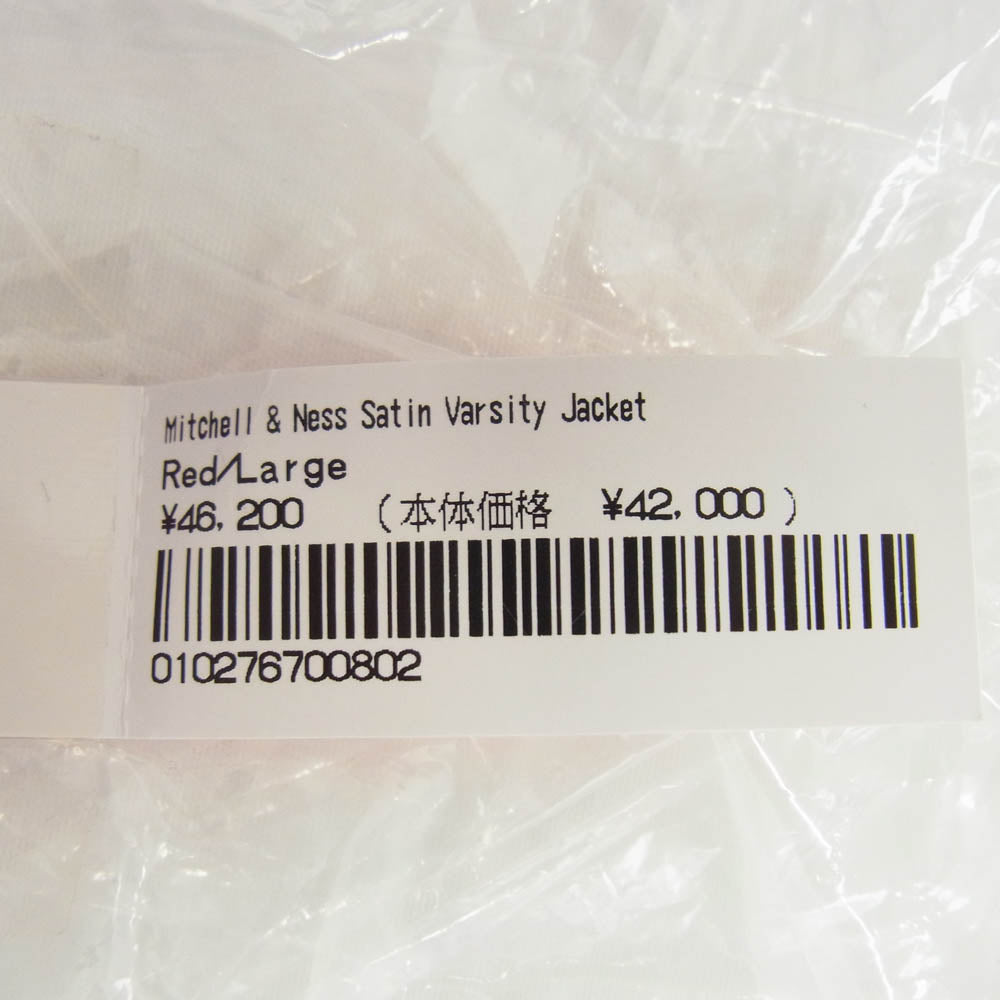 Mitchell & Ness Satin Varsity Jacket
Red/Large
¥46,200 (本体価格 ¥42,000)
010276700802